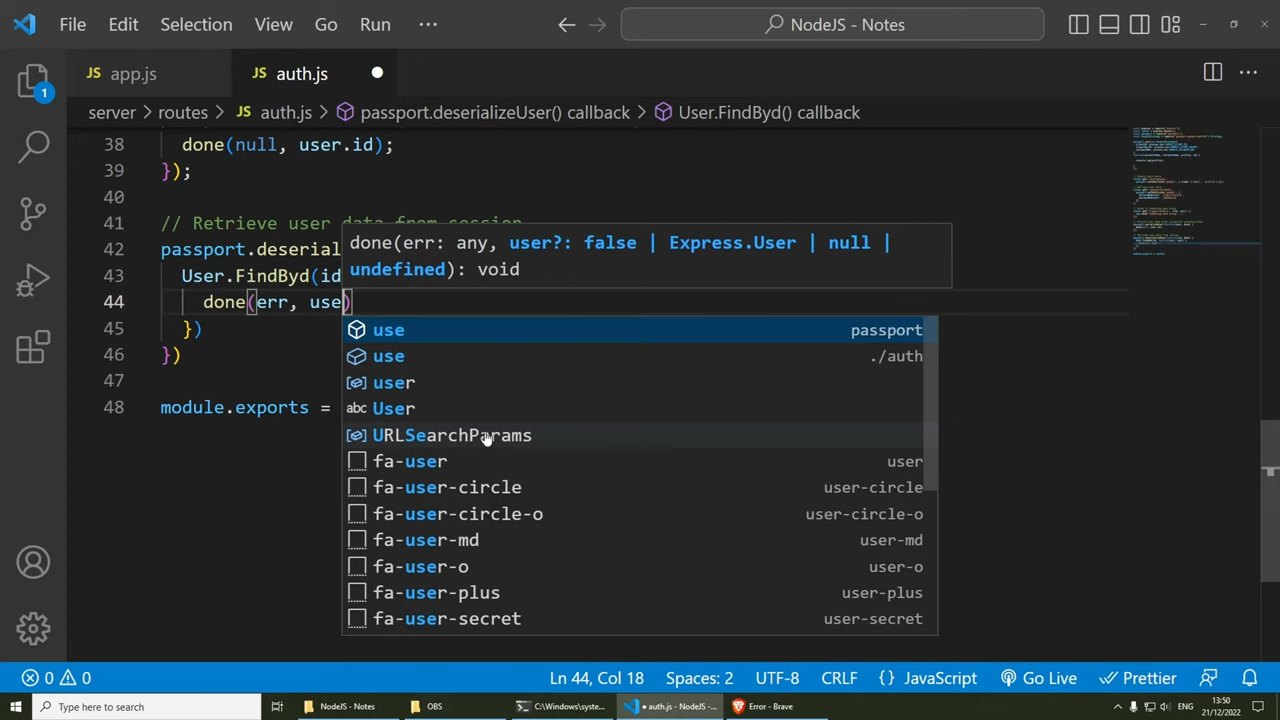 File Edit Selection View Go Run ··· NodeJS - Notes
JS app.js JS auth.js
server > routes > JS auth.js > passport.deserializeUser() callback > User.FindByd() callback
38 done(null, user.id);
39 });
40
41 // Retrieve user data from session
42 passport.deserial
43 User.FindByd(id
44 done(err, use)
45 })
46 })
47
48 module.exports =
done(err: any, user?: false | Express.User | null |
undefined): void
use passport
use ./auth
user
User
URLSearchParams
fa-user user
fa-user-circle user-circle
fa-user-circle-o user-circle-o
fa-user-md user-md
fa-user-o user-o
fa-user-plus user-plus
fa-user-secret user-secret
1
0 0 Ln 44, Col 18 Spaces: 2 UTF-8 CRLF {} JavaScript Go Live Prettier
Type here to search NodeJS - Notes OBS C:\Windows\syste... ● auth.js - NodeJS -... Error - Brave ENG 13:50
21/12/2022